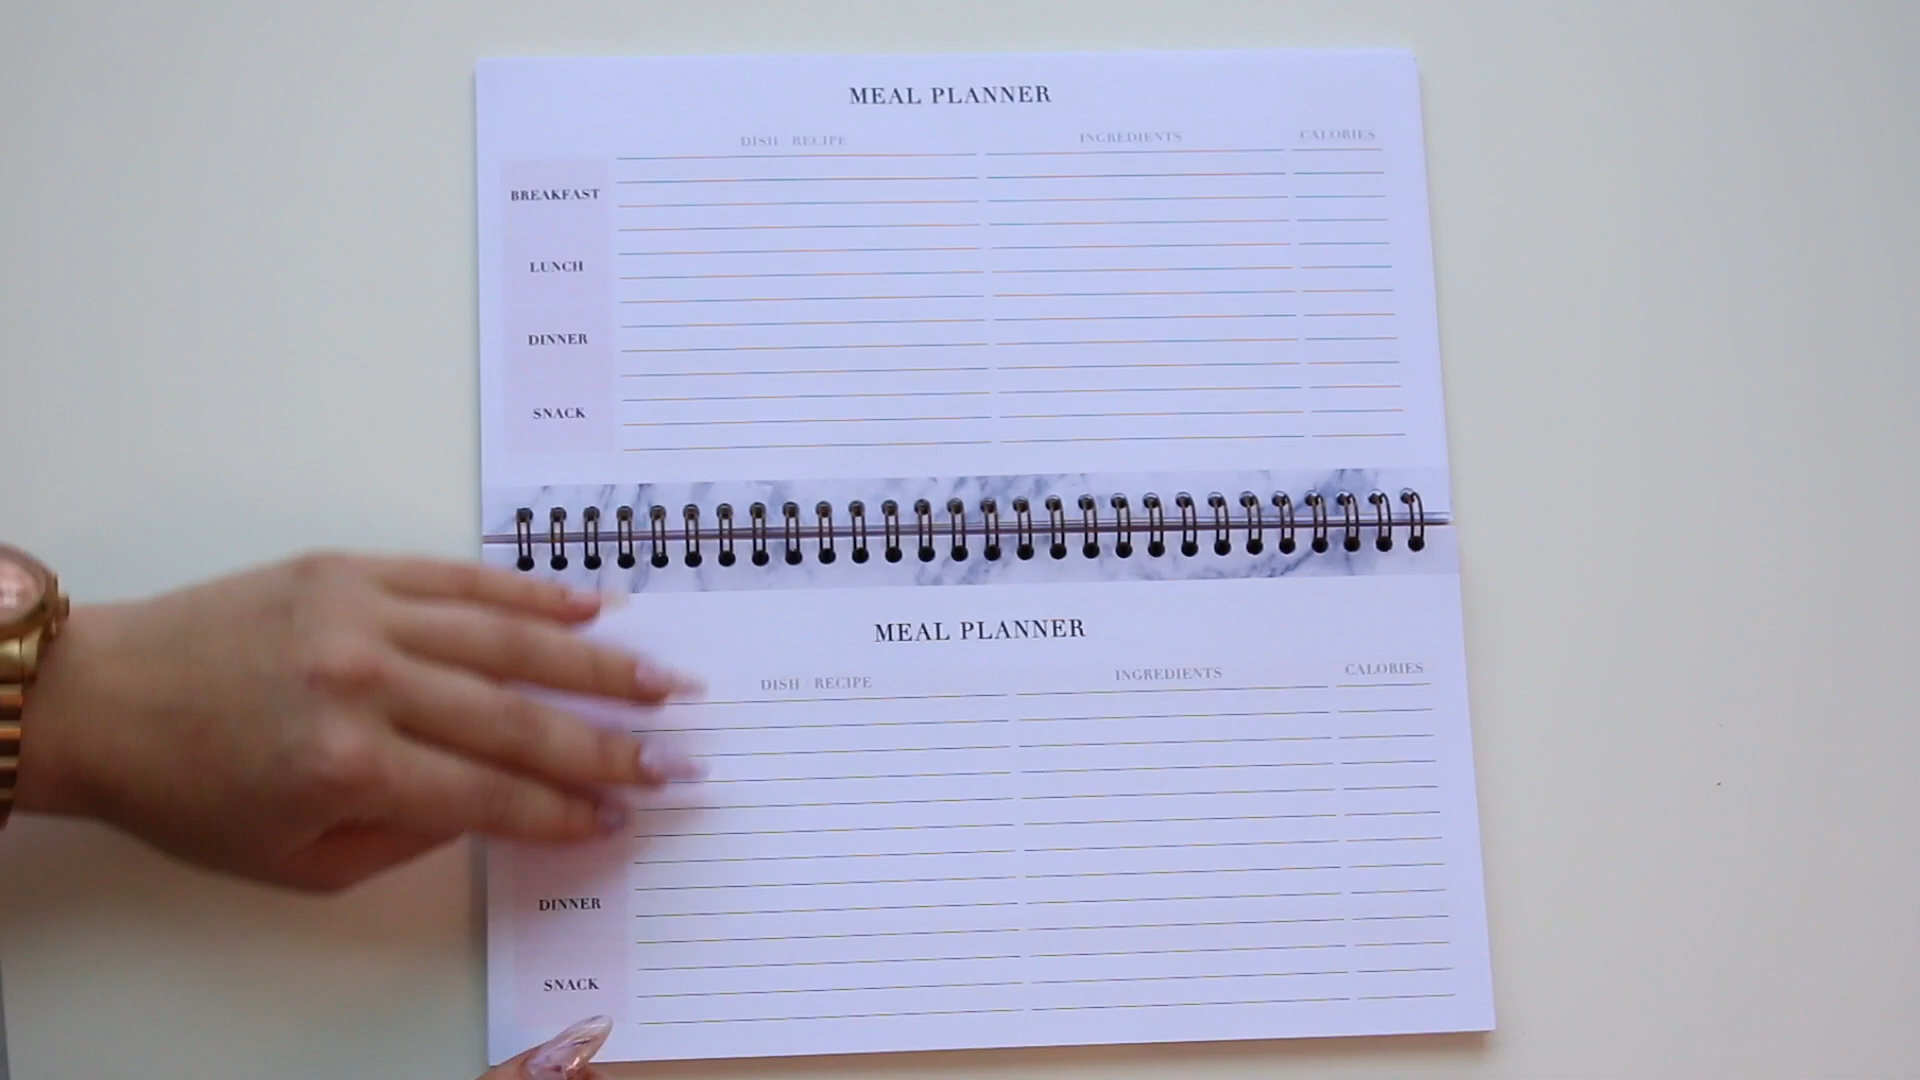 MEAL PLANNER
DISH / RECIPE INGREDIENTS CALORIES
BREAKFAST
LUNCH
DINNER
SNACK
MEAL PLANNER
DISH / RECIPE INGREDIENTS CALORIES
DINNER
SNACK